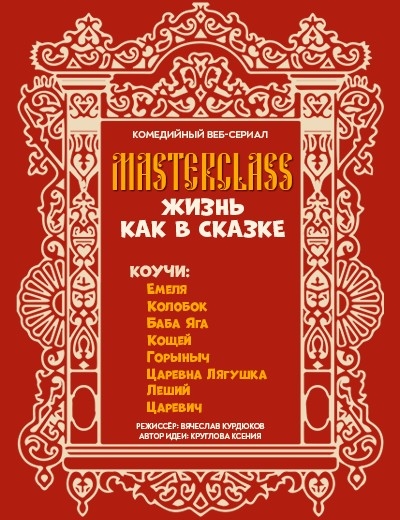 КОМЕДИЙНЫЙ ВЕБ-СЕРИАЛ
MASTERCLASS
ЖИЗНЬ
КАК В СКАЗКЕ
КОУЧИ:
Емеля
Колобок
Баба Яга
Кощей
Горыныч
Царевна Лягушка
Леший
Царевич
РЕЖИССЁР: ВЯЧЕСЛАВ КУРДЮКОВ
АВТОР ИДЕИ: КРУГЛОВА КСЕНИЯ